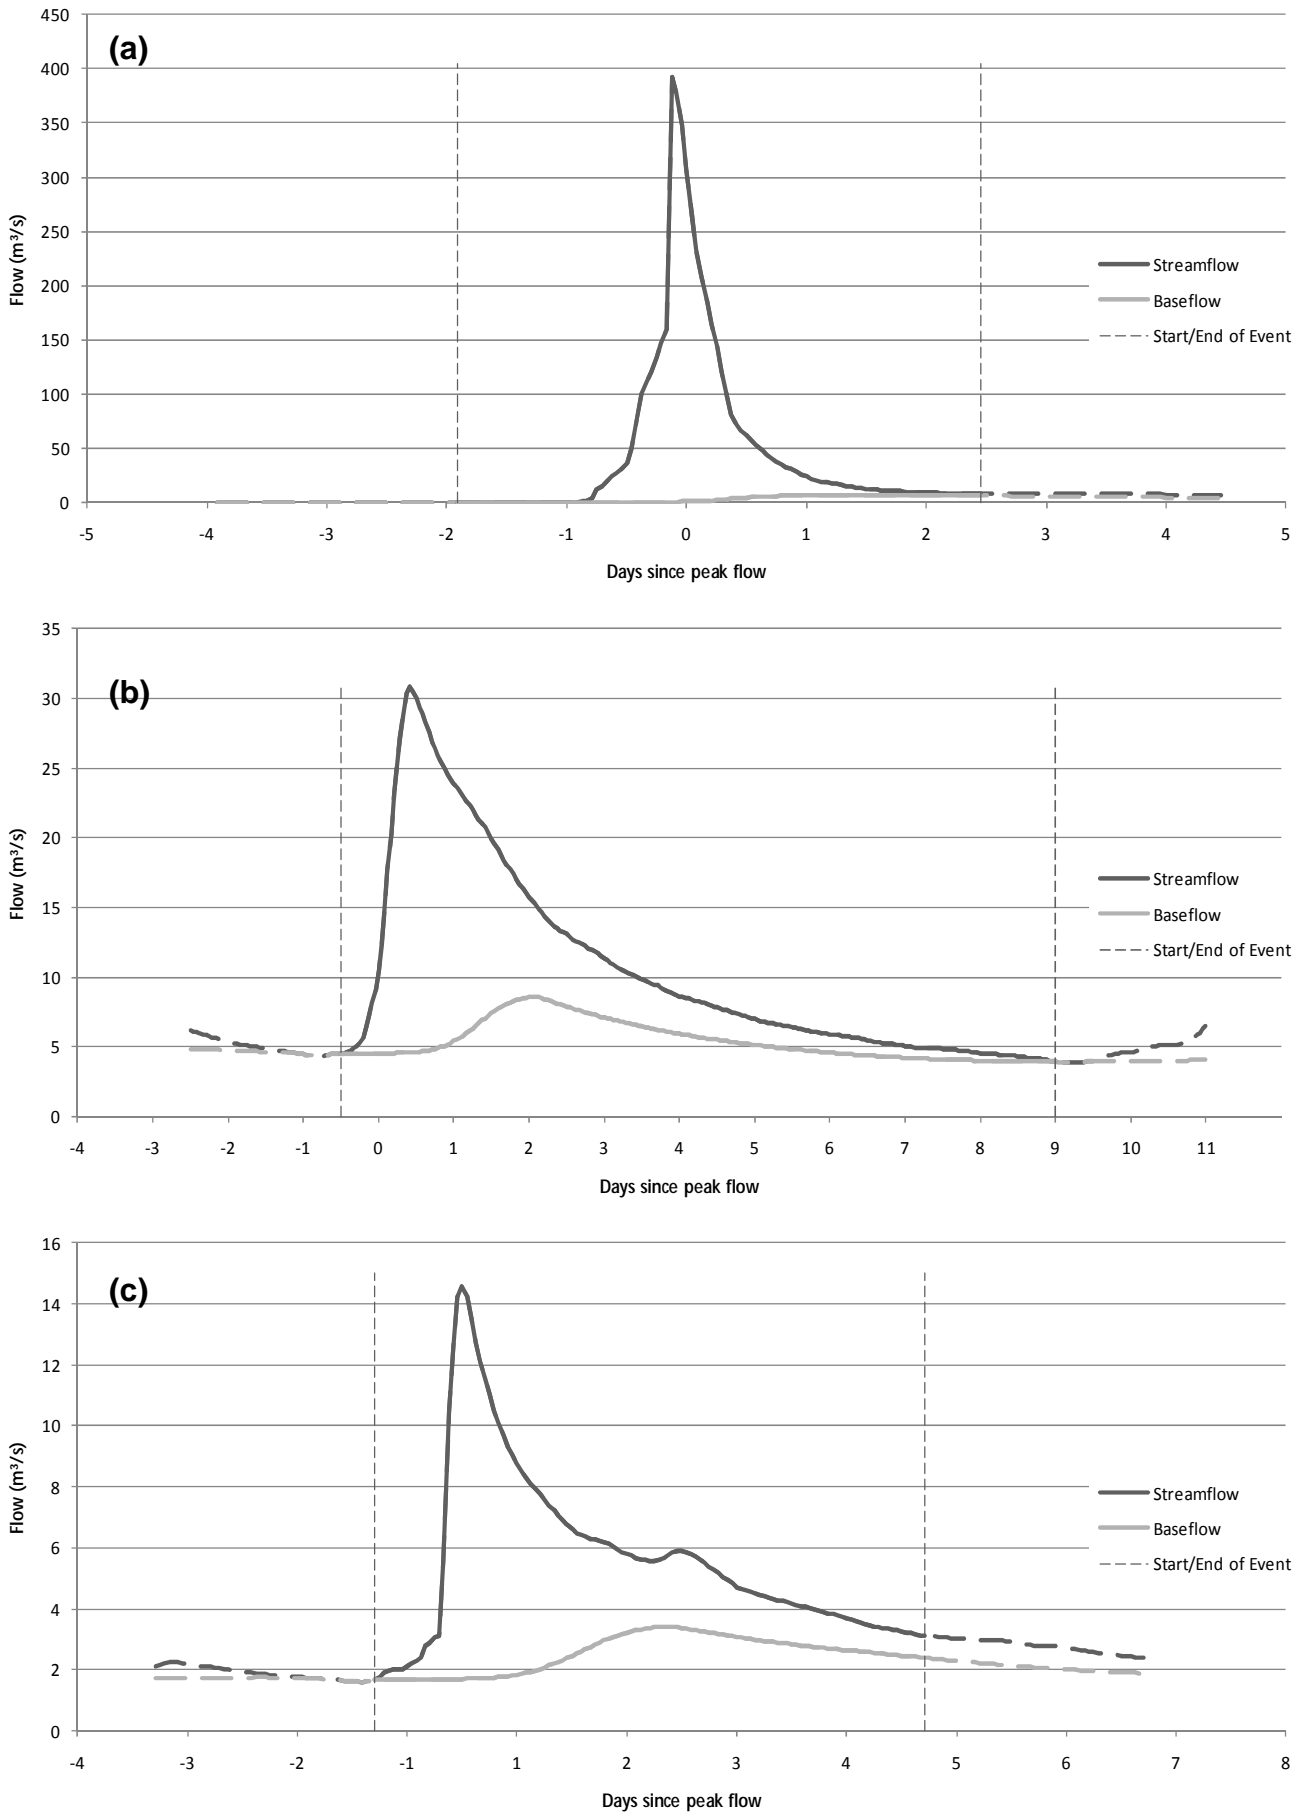 450
(a)
400
350
300
250
200
150
100
50
0
Flow (m³/s)
Streamflow
Baseflow
Start/End of Event
-5 -4 -3 -2 -1 0 1 2 3 4 5
Days since peak flow
35
(b)
30
25
20
15
10
5
0
Flow (m³/s)
Streamflow
Baseflow
Start/End of Event
-4 -3 -2 -1 0 1 2 3 4 5 6 7 8 9 10 11
Days since peak flow
16
(c)
14
12
10
8
6
4
2
0
Flow (m³/s)
Streamflow
Baseflow
Start/End of Event
-4 -3 -2 -1 1 2 3 4 5 6 7 8
Days since peak flow